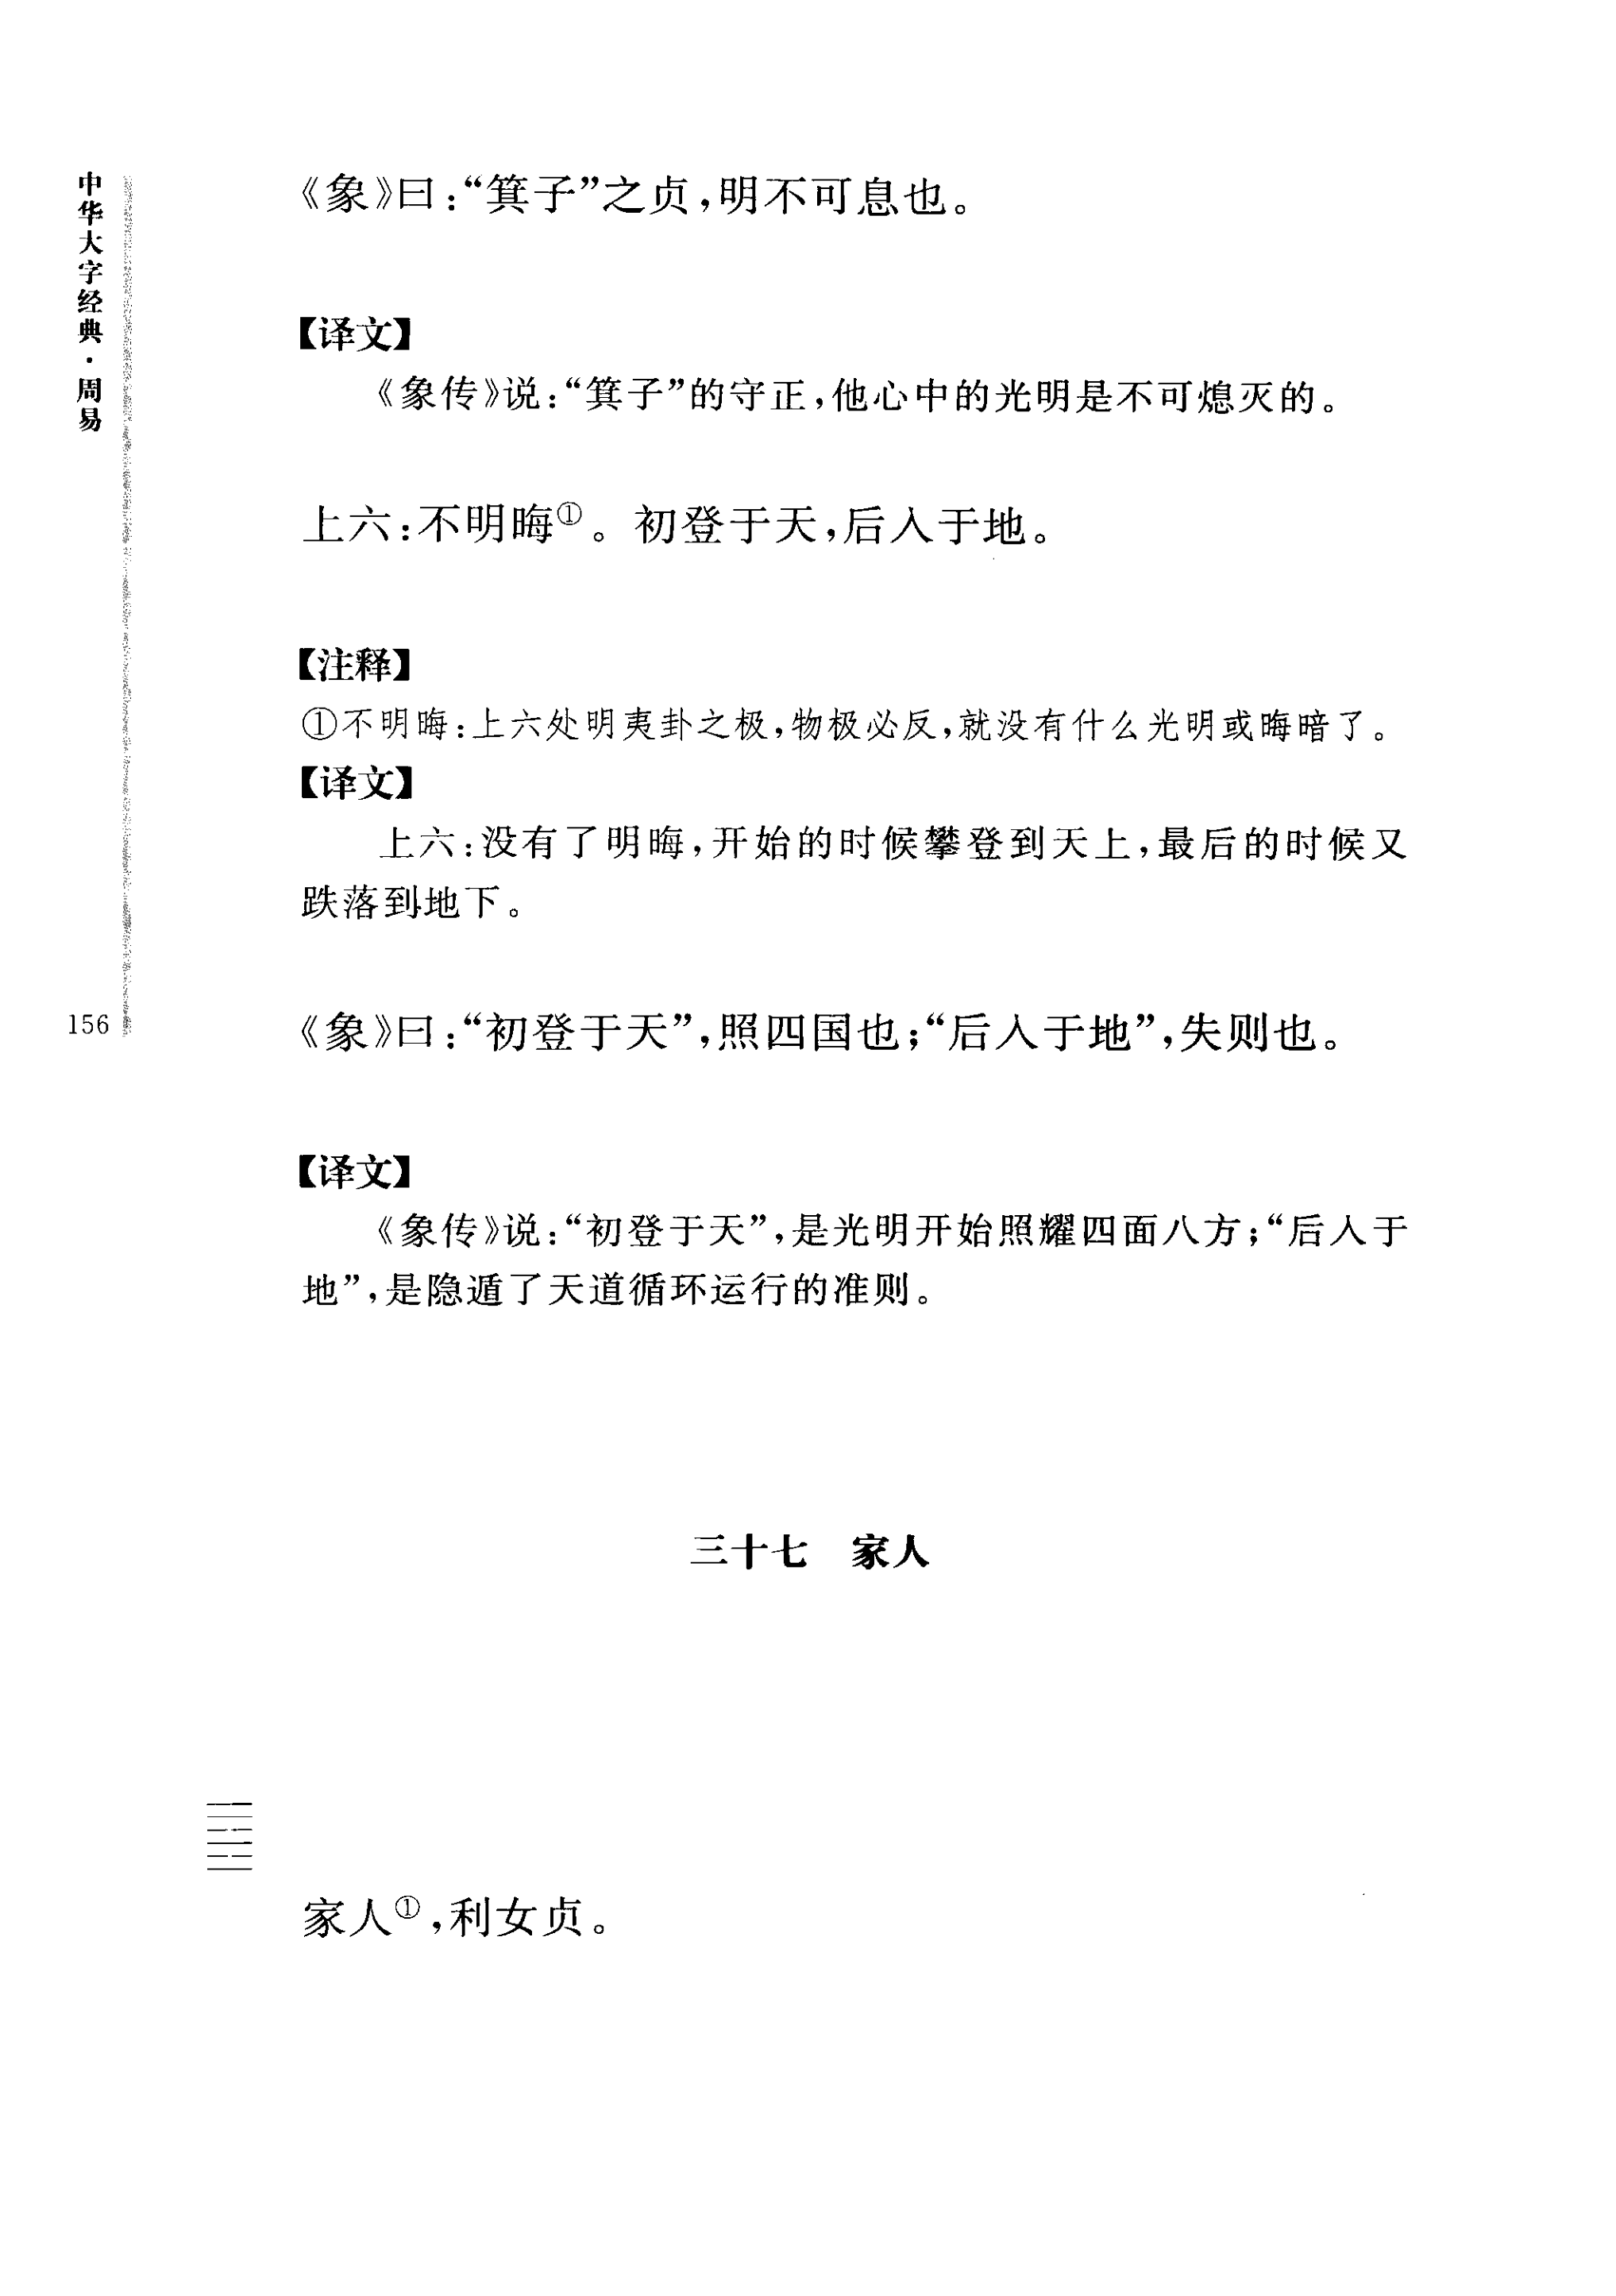 中华大字经典·周易
《象》曰：“箕子”之贞，明不可息也。
【译文】
《象传》说：“箕子”的守正，他心中的光明是不可熄灭的。
上六：不明晦①。初登于天，后入于地。
【注释】
①不明晦：上六处明夷卦之极，物极必反，就没有什么光明或晦暗了。
【译文】
上六：没有了明晦，开始的时候攀登到天上，最后的时候又
跌落到地下。
156
《象》曰：“初登于天”，照四国也；“后入于地”，失则也。
【译文】
《象传》说：“初登于天”，是光明开始照耀四面八方；“后入于
地”，是隐遁了天道循环运行的准则。
三十七　家人
家人①，利女贞。